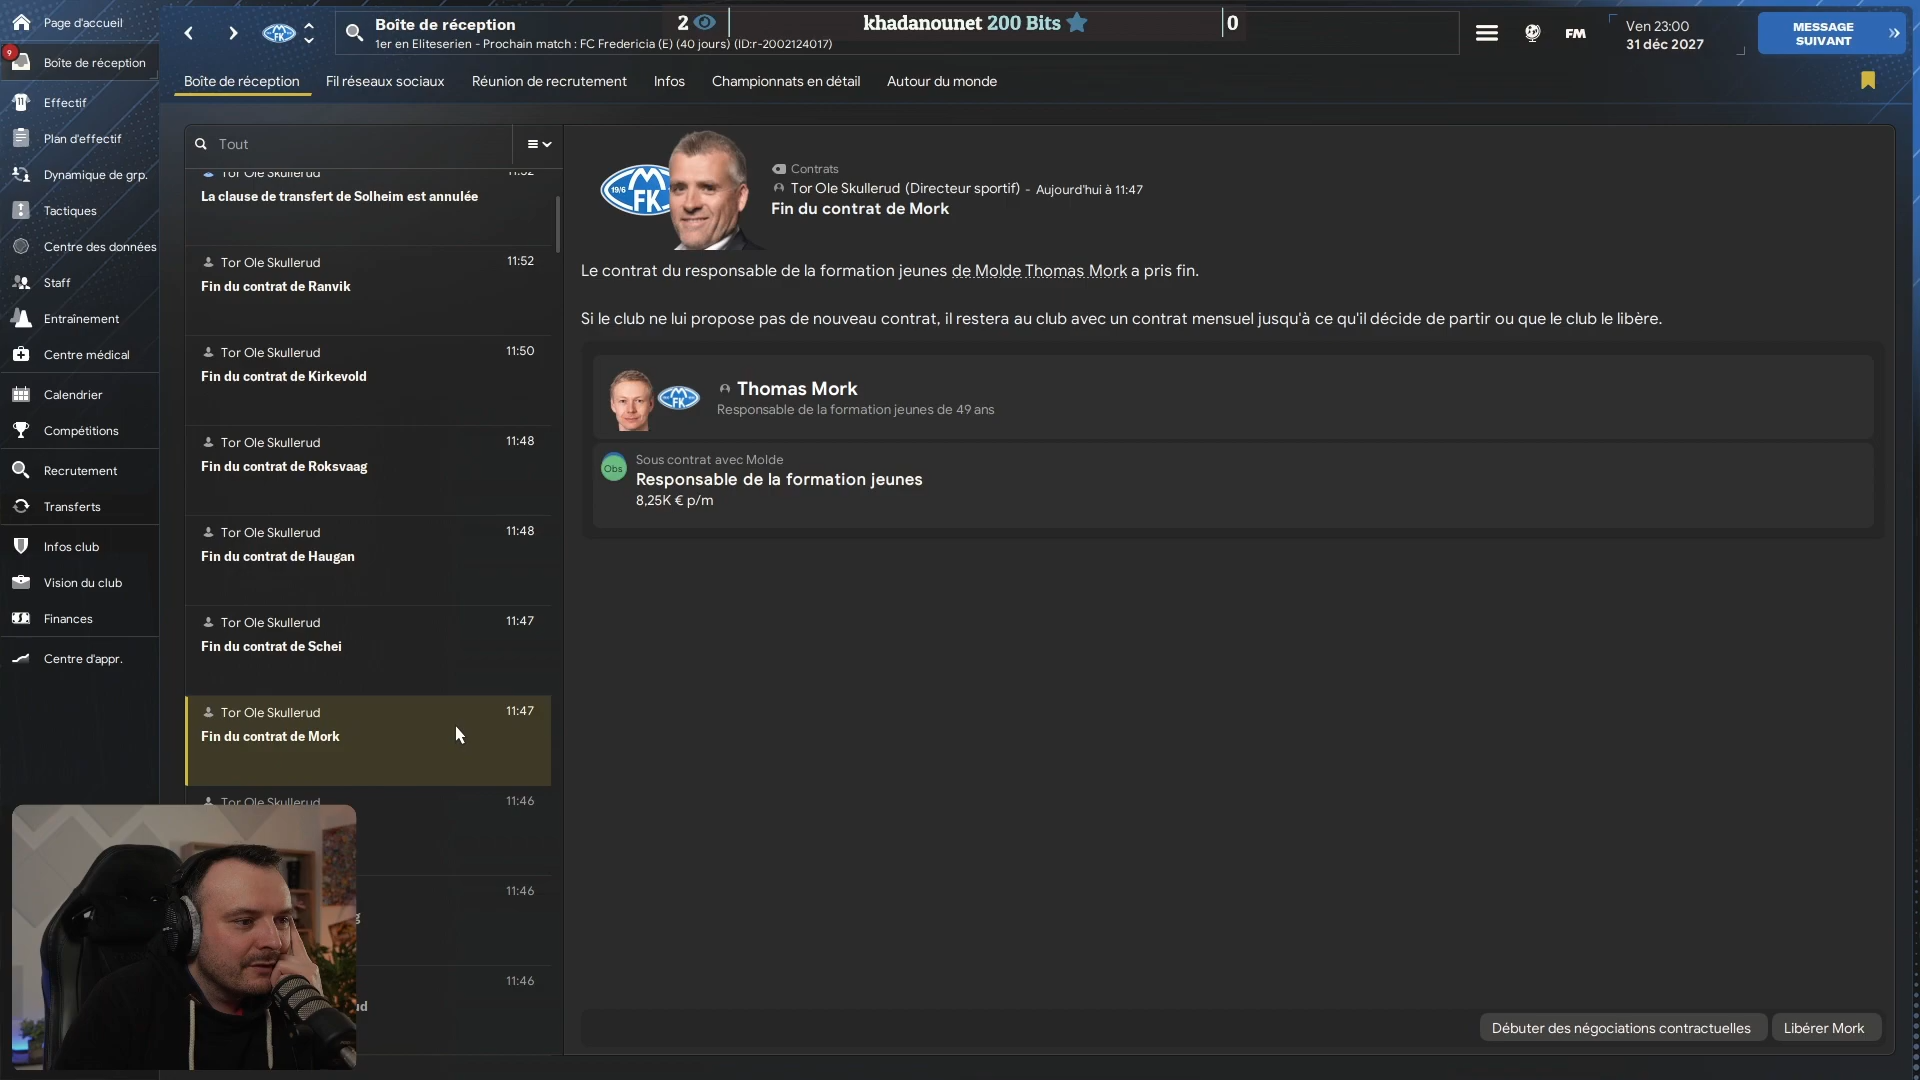 Page d'accueil
9
Boîte de réception
Effectif
Plan d'effectif
Dynamique de grp.
Tactiques
Centre des données
Staff
Entraînement
Centre médical
Calendrier
Compétitions
Recrutement
Transferts
Infos club
Vision du club
Finances
Centre d'appr.
Boîte de réception
1er en Eliteserien - Prochain match : FC Fredericia (E) (40 jours) (ID:r-2002124017)
2
khadanounet 200 Bits
0
FM
Ven 23:00
31 déc 2027
MESSAGE
SUIVANT
Boîte de réception
Fil réseaux sociaux
Réunion de recrutement
Infos
Championnats en détail
Autour du monde
Tout
Tor Ole Skullerud
11:52
La clause de transfert de Solheim est annulée
Tor Ole Skullerud
11:52
Fin du contrat de Ranvik
Tor Ole Skullerud
11:50
Fin du contrat de Kirkevold
Tor Ole Skullerud
11:48
Fin du contrat de Roksvaag
Tor Ole Skullerud
11:48
Fin du contrat de Haugan
Tor Ole Skullerud
11:47
Fin du contrat de Schei
Tor Ole Skullerud
11:47
Fin du contrat de Mork
Tor Ole Skullerud
11:46
11:46
11:46
Contrats
Tor Ole Skullerud (Directeur sportif) - Aujourd'hui à 11:47
Fin du contrat de Mork
Le contrat du responsable de la formation jeunes de Molde Thomas Mork a pris fin.
Si le club ne lui propose pas de nouveau contrat, il restera au club avec un contrat mensuel jusqu'à ce qu'il décide de partir ou que le club le libère.
Thomas Mork
Responsable de la formation jeunes de 49 ans
Obs
Sous contrat avec Molde
Responsable de la formation jeunes
8,25K € p/m
Débuter des négociations contractuelles
Libérer Mork